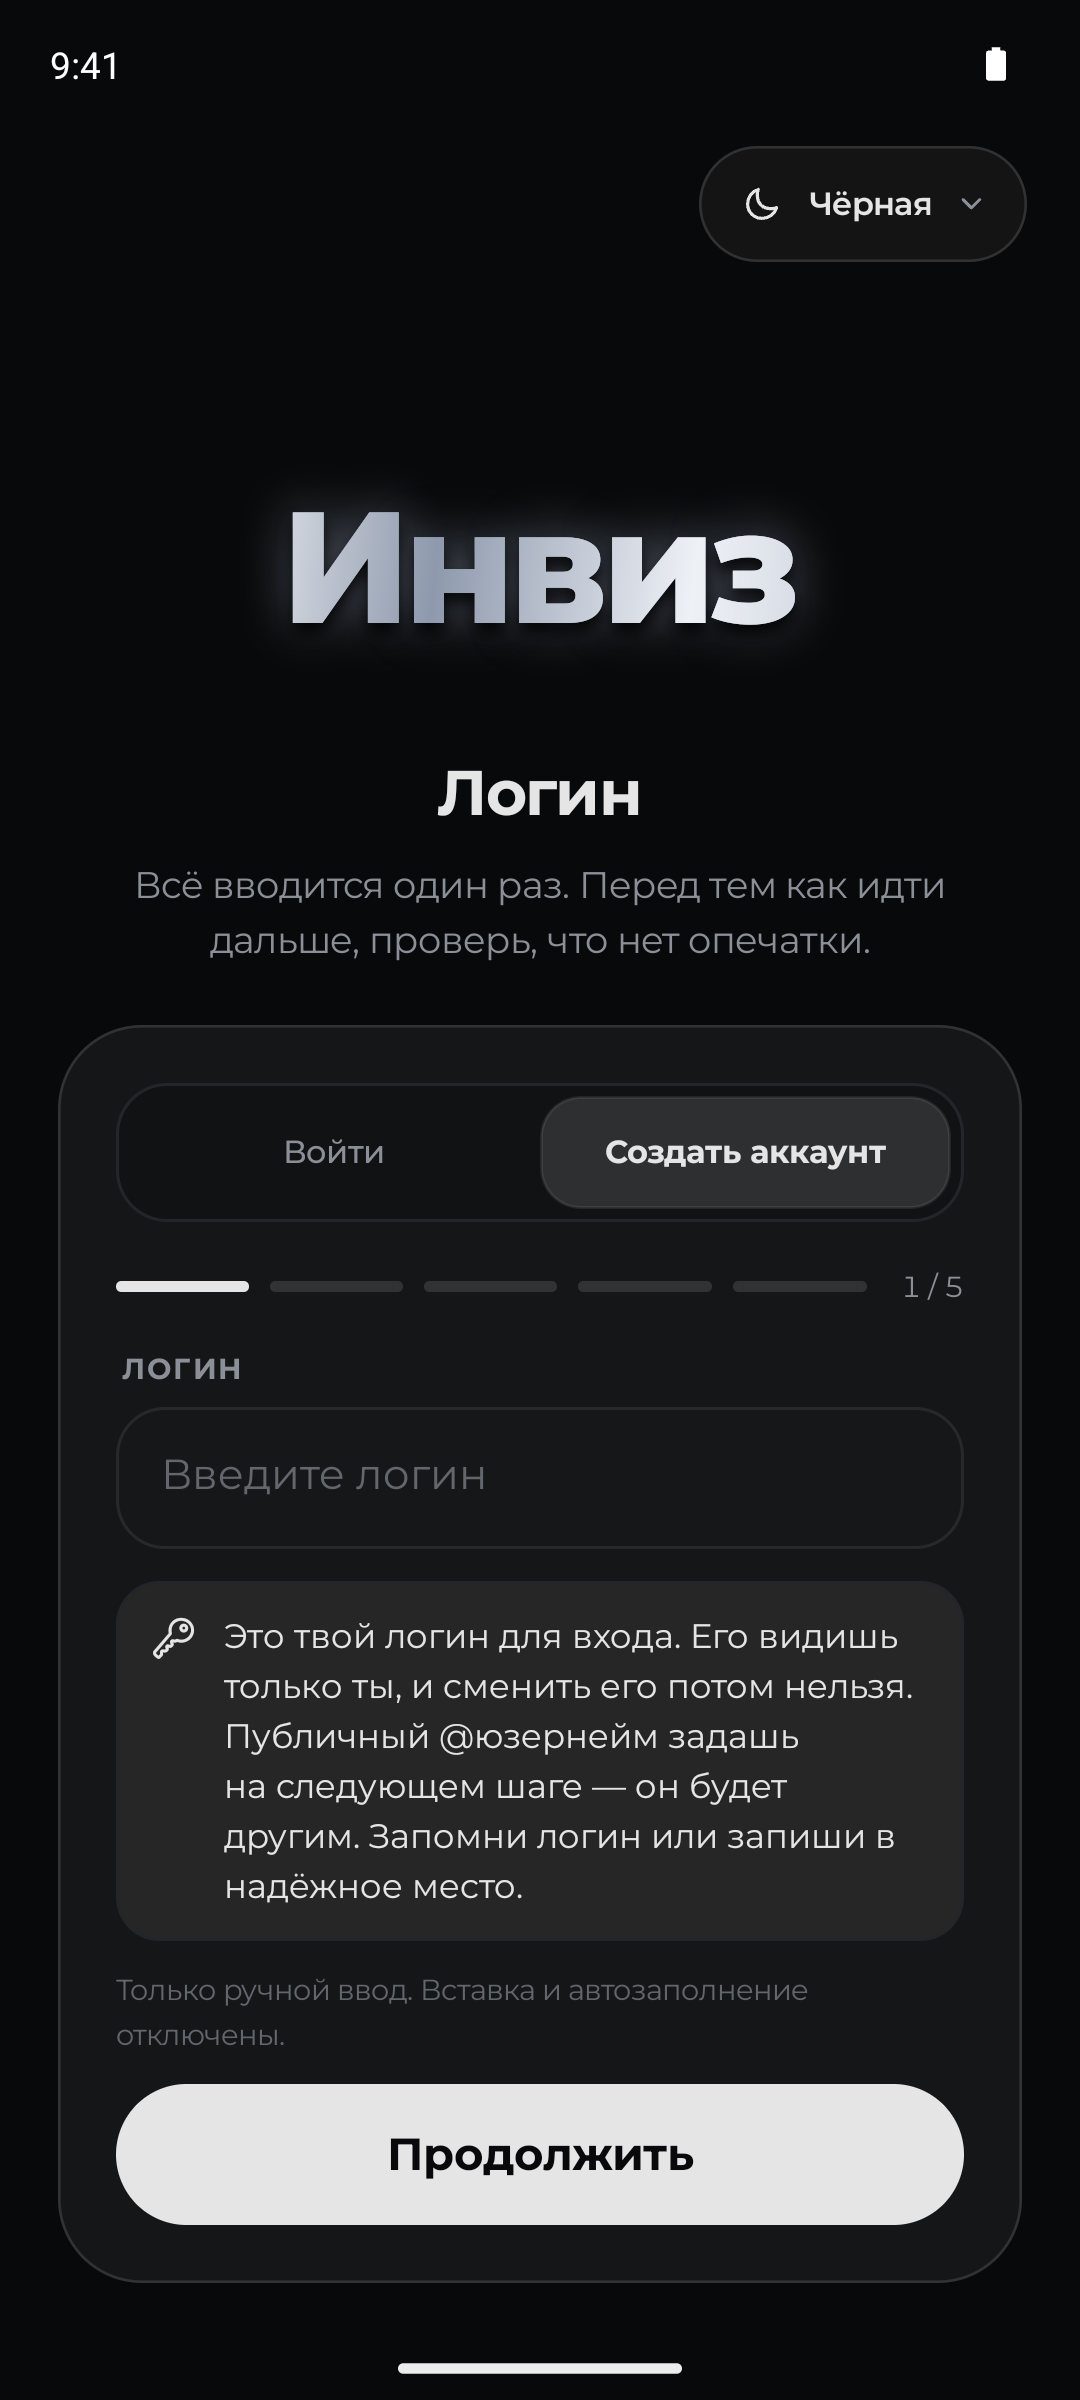 9:41
Чёрная
Инвиз
Логин
Всё вводится один раз. Перед тем как идти
дальше, проверь, что нет опечатки.
Войти
Создать аккаунт
1 / 5
ЛОГИН
Введите логин
Это твой логин для входа. Его видишь
только ты, и сменить его потом нельзя.
Публичный @юзернейм задашь
на следующем шаге — он будет
другим. Запомни логин или запиши в
надёжное место.
Только ручной ввод. Вставка и автозаполнение
отключены.
Продолжить